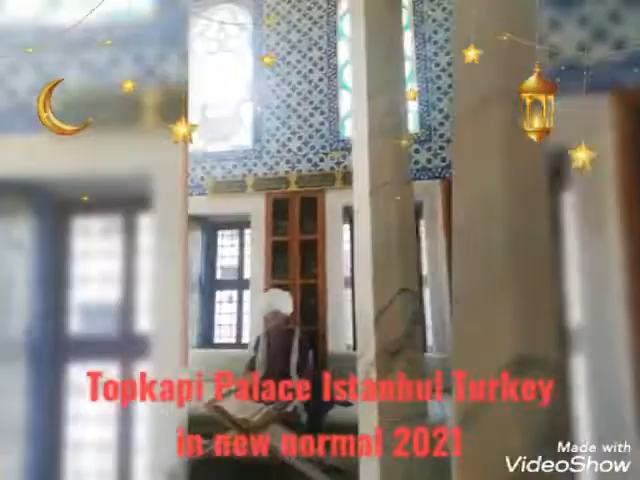 Topkapi Palace Istanbul Turkey
in new normal 2021
Made with
VideoShow